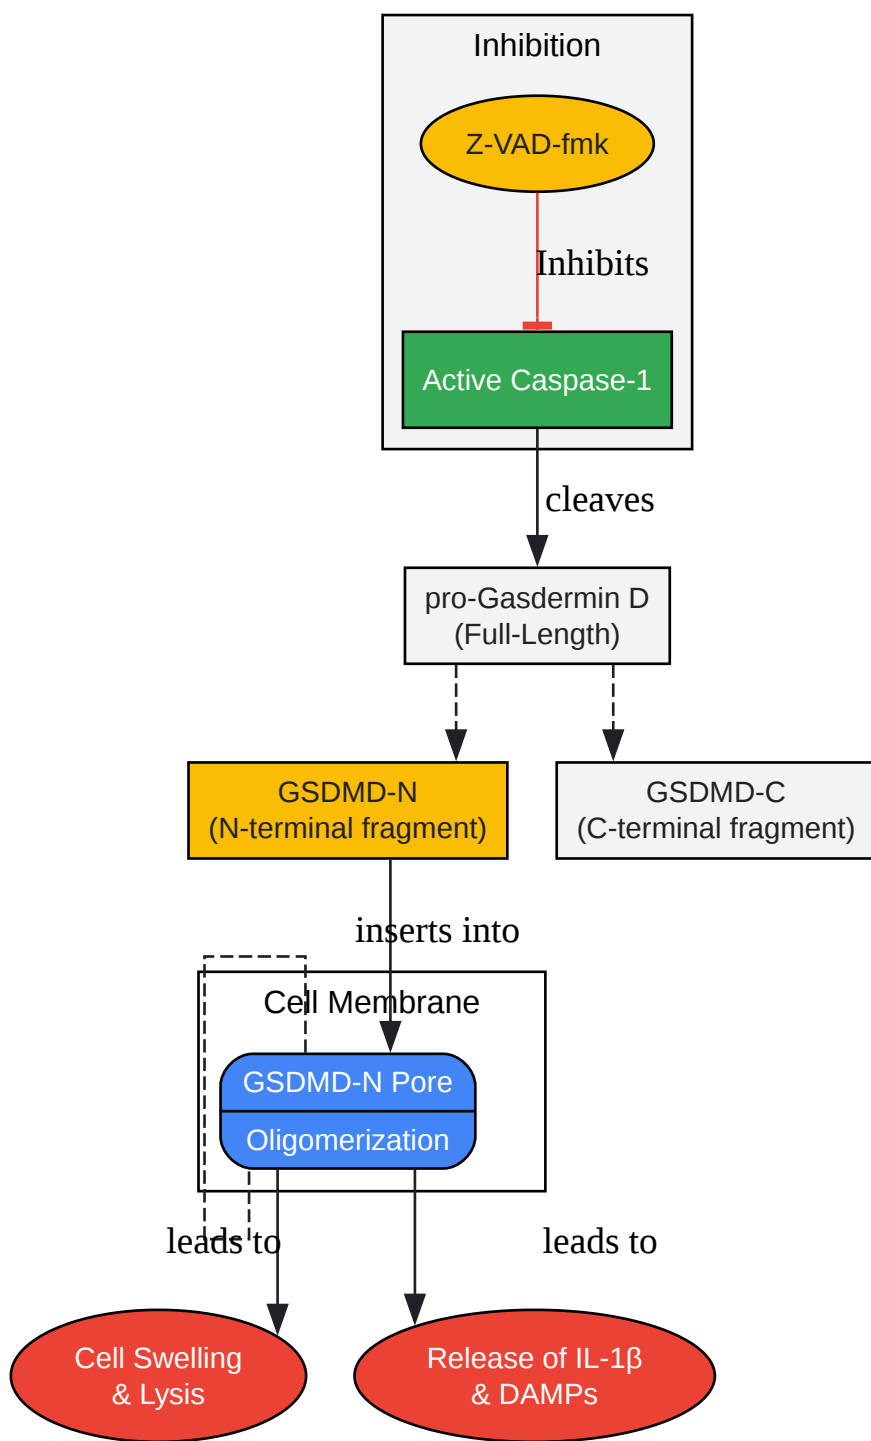 Inhibition
Z-VAD-fmk
Inhibits
Active Caspase-1
cleaves
pro-Gasdermin D
(Full-Length)
GSDMD-N
(N-terminal fragment)
GSDMD-C
(C-terminal fragment)
inserts into
Cell Membrane
GSDMD-N Pore
Oligomerization
leads to
leads to
Cell Swelling
& Lysis
Release of IL-1β
& DAMPs